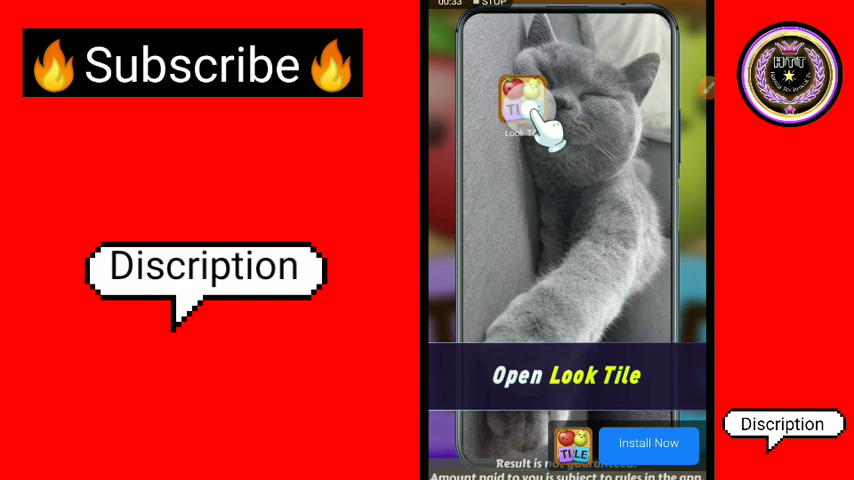 00:33 STOP
🔥Subscribe🔥
HTT
TILE
Look
Discription
Open Look Tile
Discription
TILE
Install Now
Result is not guaranteed.
Amount paid to you is subject to rules in the app